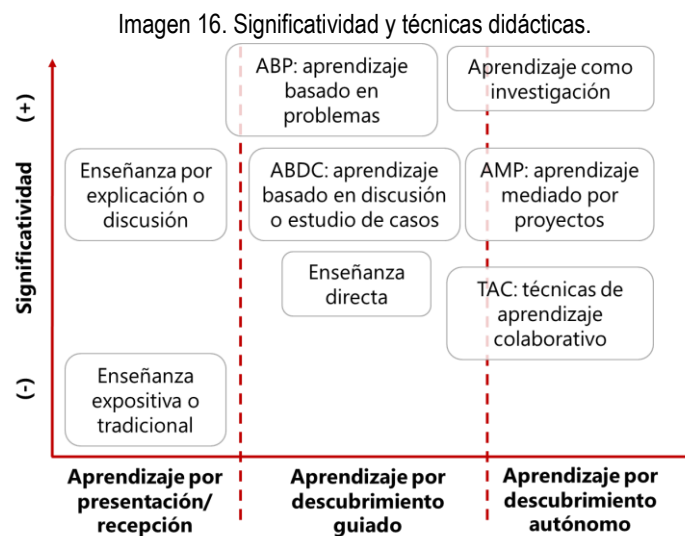 Imagen 16. Significatividad y técnicas didácticas.
Significatividad
(+)
(-)
ABP: aprendizaje
basado en
problemas
Aprendizaje como
investigación
Enseñanza por
explicación o
discusión
ABDC: aprendizaje
basado en discusión
o estudio de casos
AMP: aprendizaje
mediado por
proyectos
Enseñanza
directa
TAC: técnicas de
aprendizaje
colaborativo
Enseñanza
expositiva o
tradicional
Aprendizaje por
presentación/
recepción
Aprendizaje por
descubrimiento
guiado
Aprendizaje por
descubrimiento
autónomo